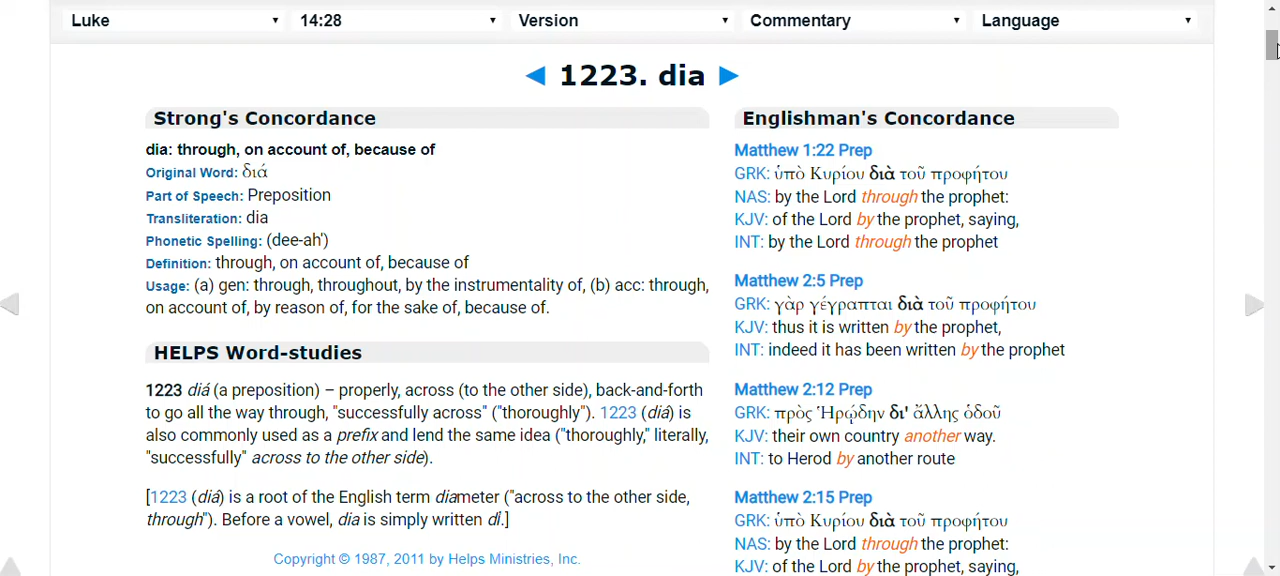 Luke
14:28
Version
Commentary
Language
1223. dia
Strong's Concordance
dia: through, on account of, because of
Original Word: διά
Part of Speech: Preposition
Transliteration: dia
Phonetic Spelling: (dee-ah')
Definition: through, on account of, because of
Usage: (a) gen: through, throughout, by the instrumentality of, (b) acc: through,
on account of, by reason of, for the sake of, because of.
HELPS Word-studies
1223 diá (a preposition) – properly, across (to the other side), back-and-forth
to go all the way through, "successfully across" ("thoroughly"). 1223 (diá) is
also commonly used as a prefix and lend the same idea ("thoroughly," literally,
"successfully" across to the other side).
[1223 (diá) is a root of the English term diameter ("across to the other side,
through"). Before a vowel, dia is simply written di̓.]
Copyright © 1987, 2011 by Helps Ministries, Inc.
Englishman's Concordance
Matthew 1:22 Prep
GRK: ὑπὸ Κυρίου διὰ τοῦ προφήτου
NAS: by the Lord through the prophet:
KJV: of the Lord by the prophet, saying,
INT: by the Lord through the prophet
Matthew 2:5 Prep
GRK: γὰρ γέγραπται διὰ τοῦ προφήτου
KJV: thus it is written by the prophet,
INT: indeed it has been written by the prophet
Matthew 2:12 Prep
GRK: πρὸς Ἡρῴδην δι' ἄλλης ὁδοῦ
KJV: their own country another way.
INT: to Herod by another route
Matthew 2:15 Prep
GRK: ὑπὸ Κυρίου διὰ τοῦ προφήτου
NAS: by the Lord through the prophet:
KJV: of the Lord by the prophet, saying,